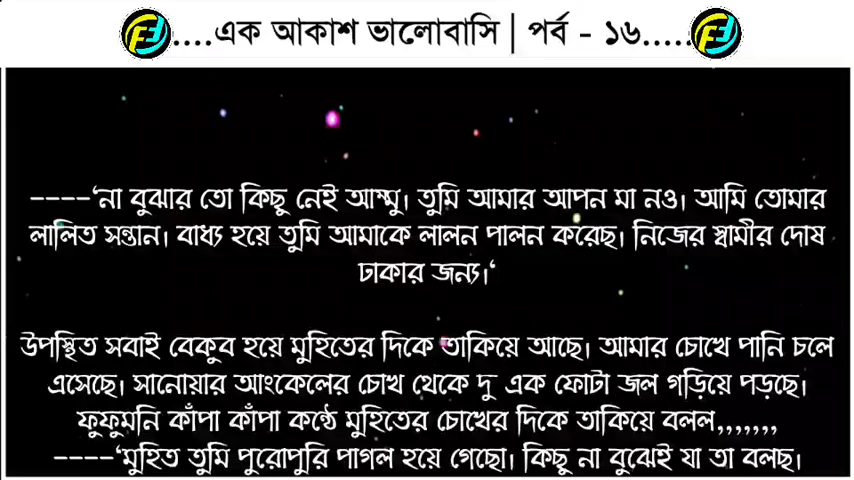 ....এক আকাশ ভালোবাসি | পর্ব - ১৬.....
----‘না বুঝার তো কিছু নেই আম্মু। তুমি আমার আপন মা নও। আমি তোমার
লালিত সন্তান। বাধ্য হয়ে তুমি আমাকে লালন পালন করেছ। নিজের স্বামীর দোষ
ঢাকার জন্য।‘
উপস্থিত সবাই বেকুব হয়ে মুহিতের দিকে তাকিয়ে আছে। আমার চোখে পানি চলে
এসেছে। সানোয়ার আংকেলের চোখ থেকে দু এক ফোটা জল গড়িয়ে পড়ছে।
ফুফুমনি কাঁপা কাঁপা কন্ঠে মুহিতের চোখের দিকে তাকিয়ে বলল,,,,,,,
----‘মুহিত তুমি পুরোপুরি পাগল হয়ে গেছো। কিছু না বুঝেই যা তা বলছ।